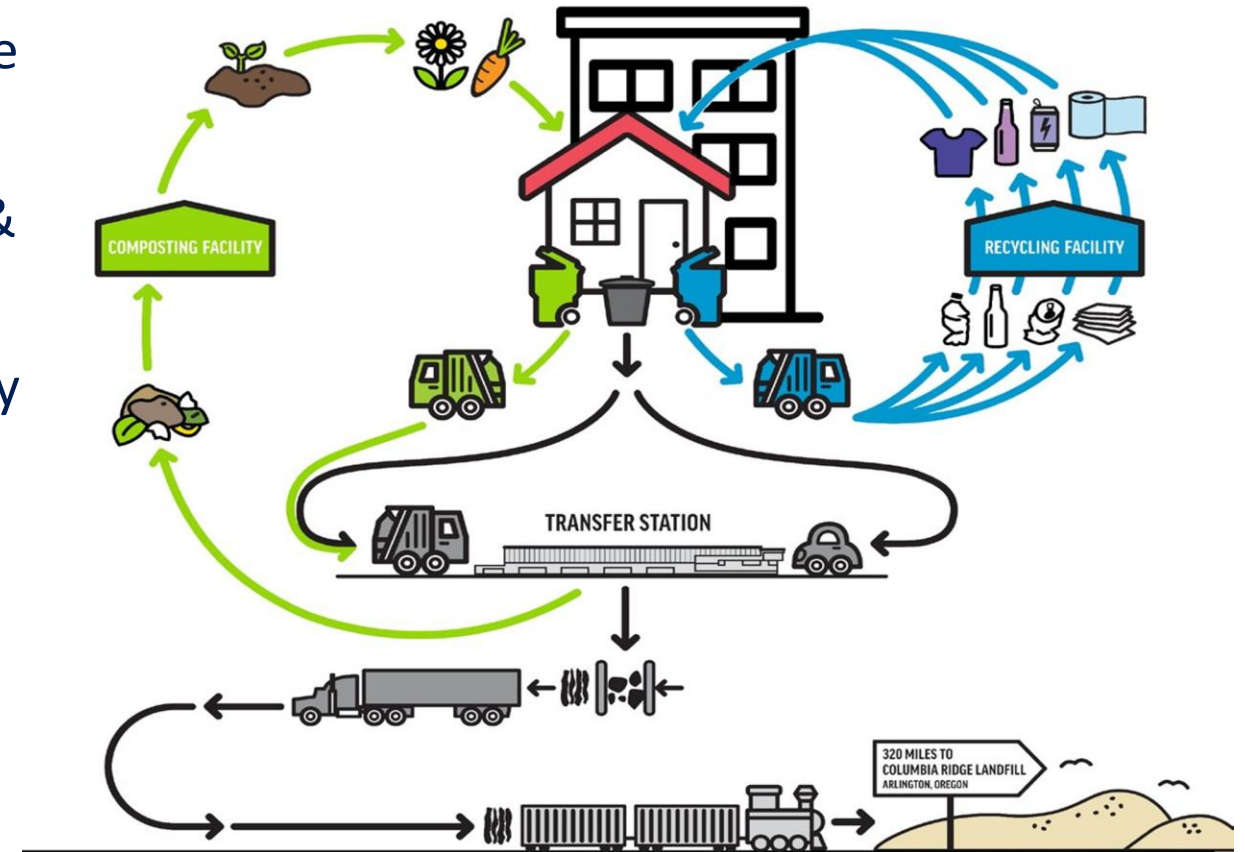 e
&
y
COMPOSTING FACILITY
RECYCLING FACILITY
TRANSFER STATION
320 MILES TO
COLUMBIA RIDGE LANDFILL
ARLINGTON, OREGON